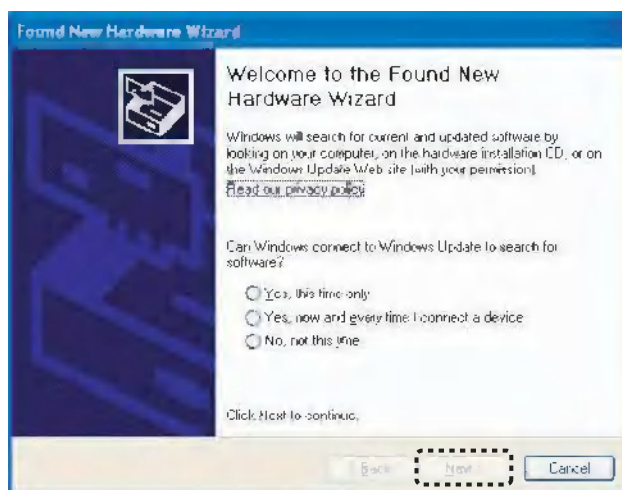 Found New Hardware Wizard
Welcome to the Found New
Hardware Wizard
Windows will search for current and updated software by
looking on your computer, on the hardware installation CD, or on
the Windows Update Web site (with your permission).
Read our privacy policy
Can Windows connect to Windows Update to search for
software?
Yes, this time only
Yes, now and every time I connect a device
No, not this time
Click Next to continue.
Back
Next
Cancel